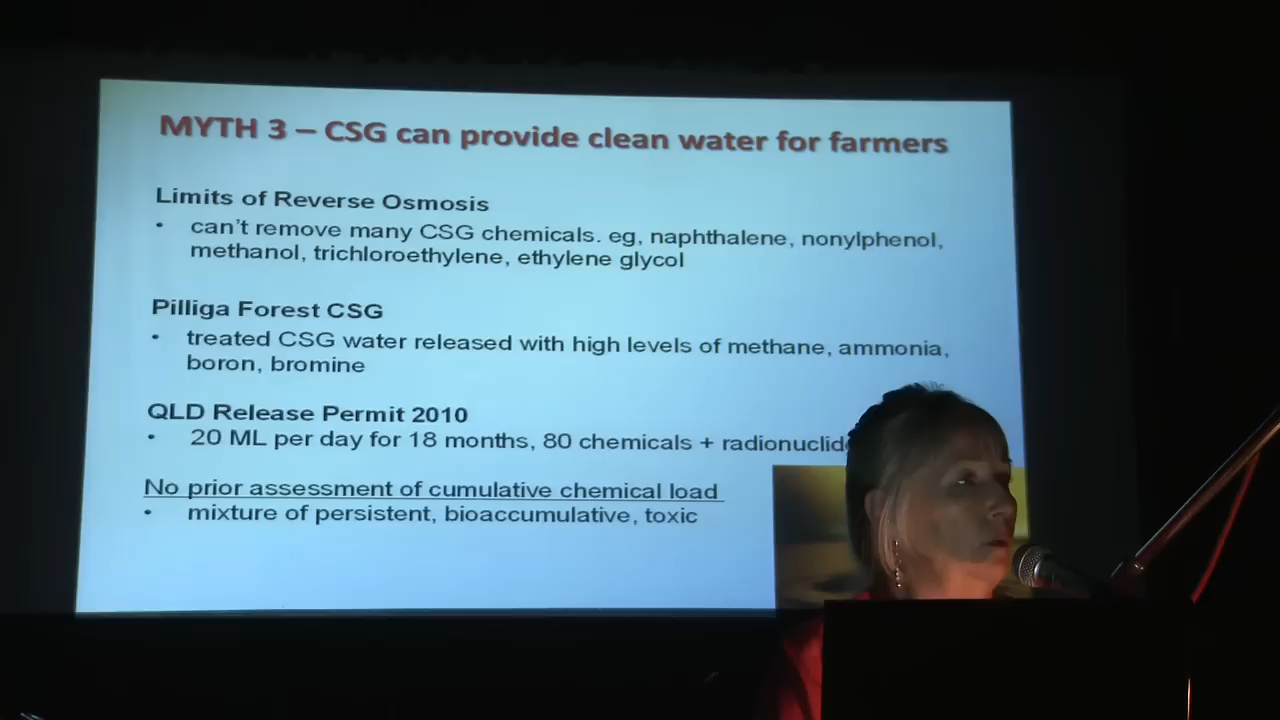 MYTH 3 – CSG can provide clean water for farmers
Limits of Reverse Osmosis
• can't remove many CSG chemicals. eg, naphthalene, nonylphenol,
methanol, trichloroethylene, ethylene glycol
Pilliga Forest CSG
• treated CSG water released with high levels of methane, ammonia,
boron, bromine
QLD Release Permit 2010
• 20 ML per day for 18 months, 80 chemicals +
No prior assessment of cumulative chemical load
• mixture of persistent, bioaccumulative, toxic